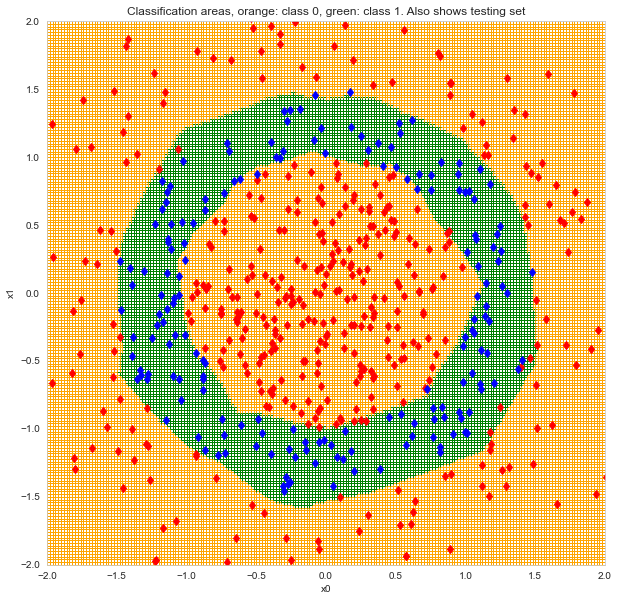 Classification areas, orange: class 0, green: class 1. Also shows testing set
2.0
1.5
1.0
0.5
0.0
−0.5
−1.0
−1.5
−2.0
x1
−2.0 −1.5 −1.0 −0.5 0.0 0.5 1.0 1.5 2.0
x0